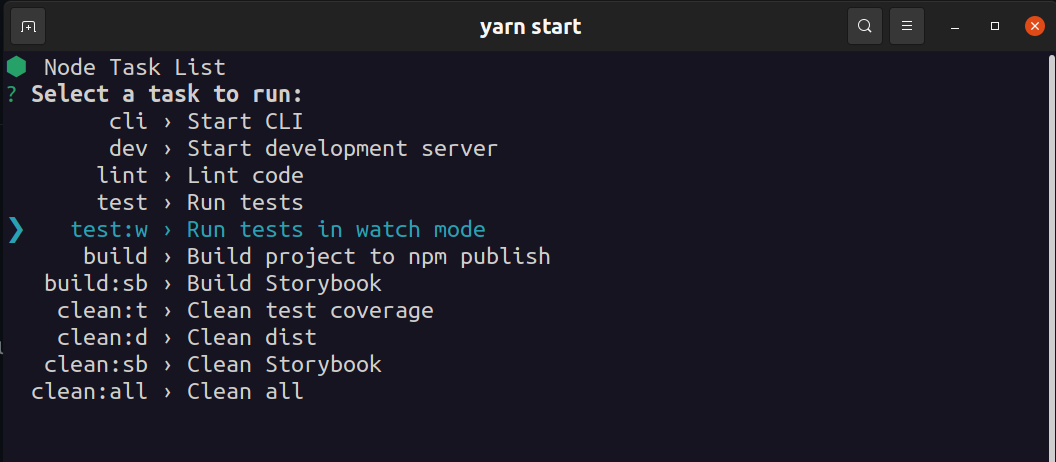 yarn start
Node Task List
? Select a task to run:
cli › Start CLI
dev › Start development server
lint › Lint code
test › Run tests
❯ test:w › Run tests in watch mode
build › Build project to npm publish
build:sb › Build Storybook
clean:t › Clean test coverage
clean:d › Clean dist
clean:sb › Clean Storybook
clean:all › Clean all